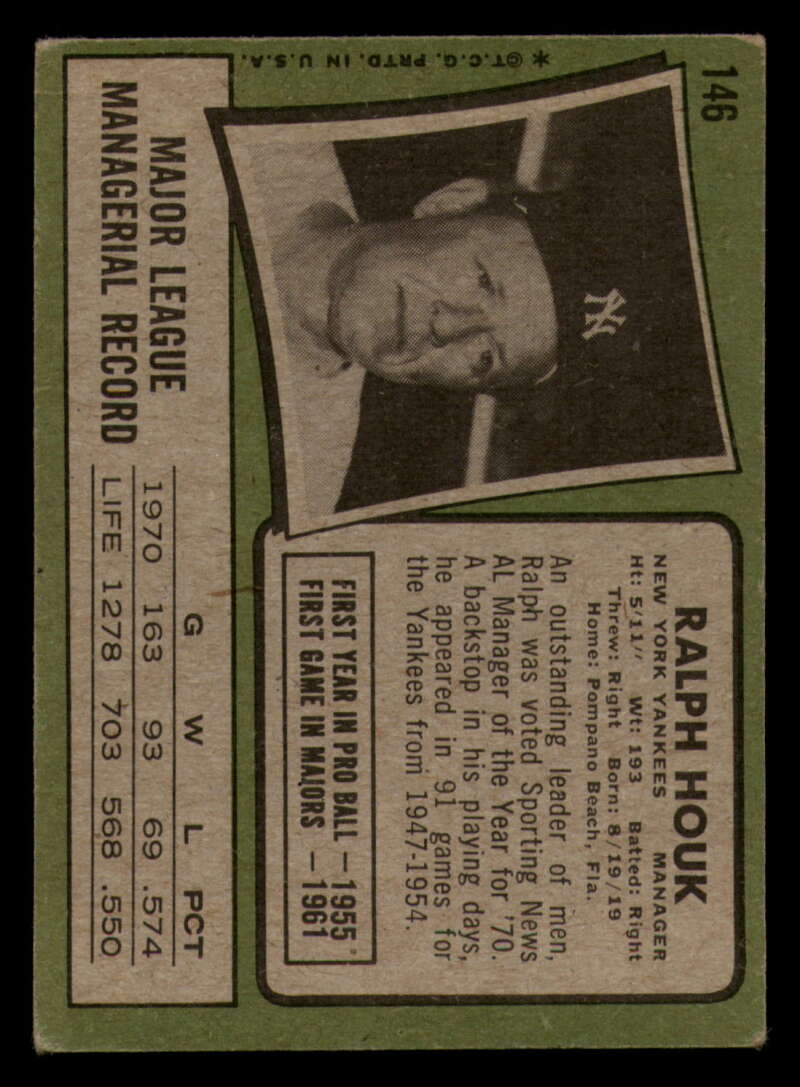 146
* ©T.C.G. PRTD. IN U.S.A.
RALPH HOUK
NEW YORK YANKEES MANAGER
Ht: 5'11" Wt: 193 Batted: Right
Threw: Right Born: 8/19/19
Home: Pompano Beach, Fla.
An outstanding leader of men,
Ralph was voted Sporting News
AL Manager of the Year for '70.
A backstop in his playing days,
he appeared in 91 games for
the Yankees from 1947-1954.
FIRST YEAR IN PRO BALL — 1955
FIRST GAME IN MAJORS — 1961
NY
MAJOR LEAGUE
MANAGERIAL RECORD
G W L PCT
1970 163 93 69 .574
LIFE 1278 703 568 .550